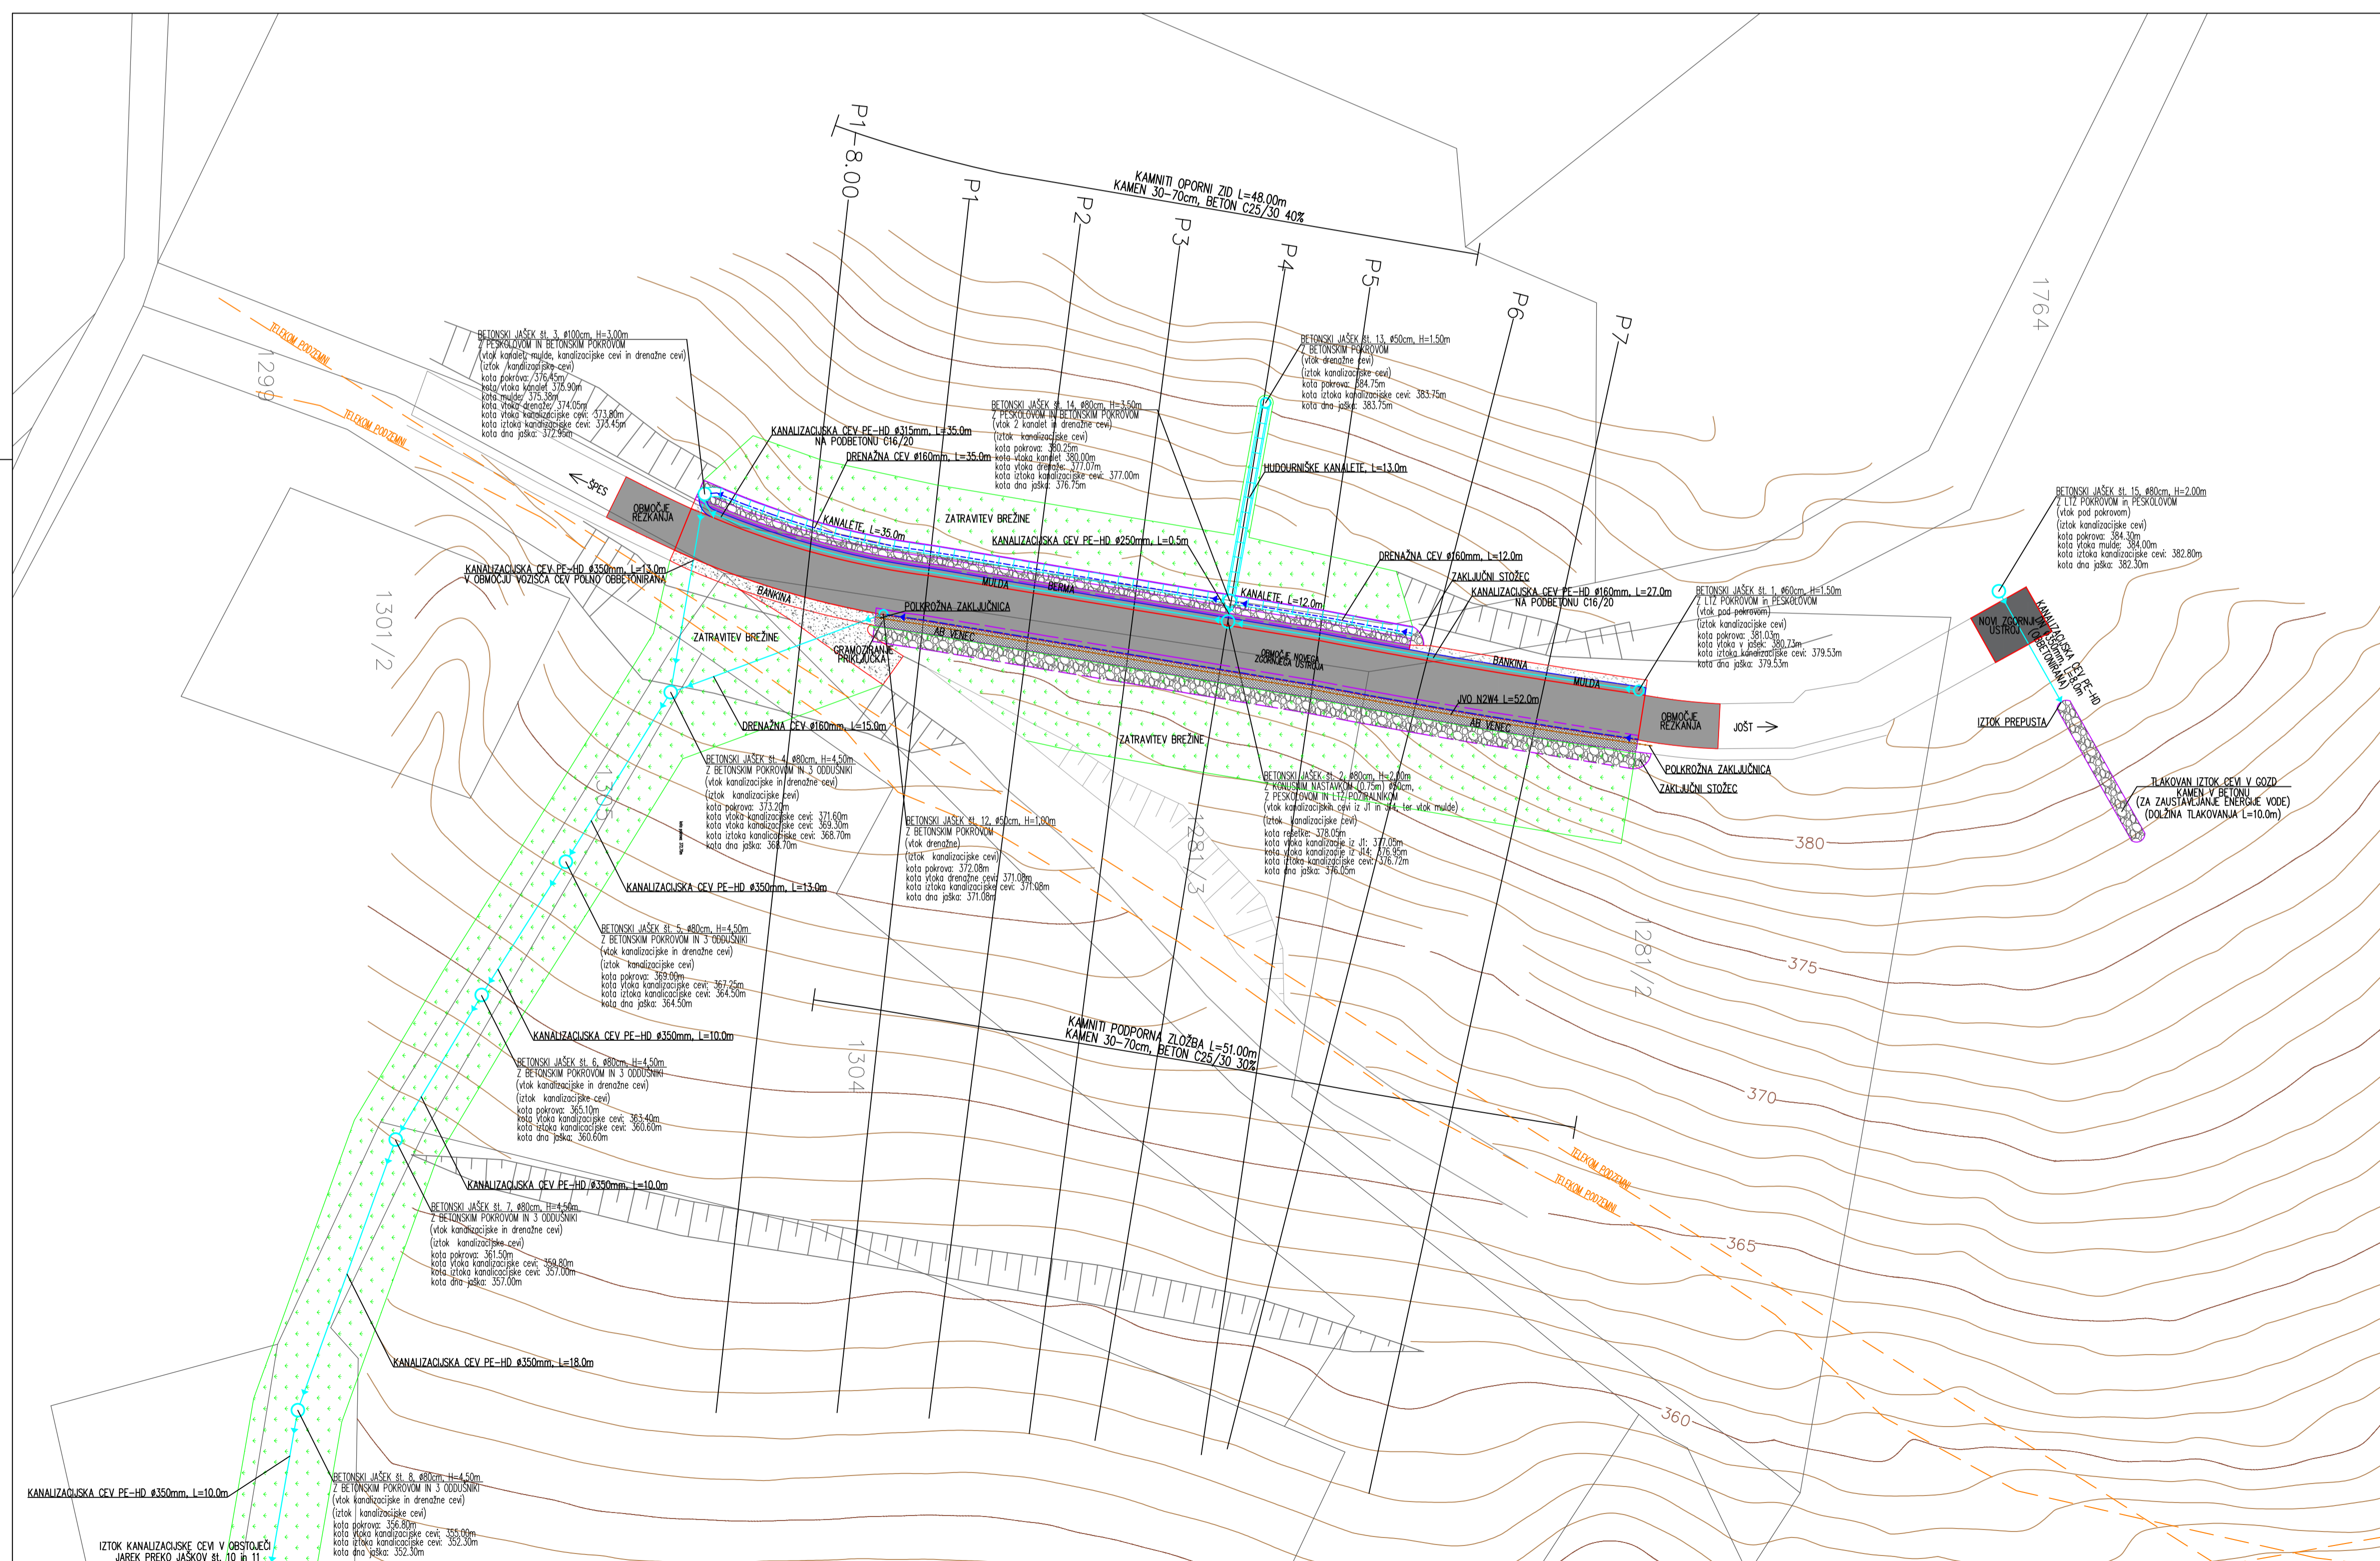 P1-8.00
P1
P2
P3
P4
P5
P6
P7
KAMNITI OPORNI ZID L=48.00m
KAMEN 30-70cm, BETON C25/30 40%
1764
1299
TELEKOM PODZEMNI
TELEKOM PODZEMNI
BETONSKI JAŠEK št. 3, ø100cm, H=3,00m
Z PESKOLOVOM IN BETONSKIM POKROVOM
(vtok kanalet, mulde, kanalizacijske cevi in drenažne cevi)
(iztok kanalizacijske cevi)
kota pokrova: 376.45m
kota vtoka kanalet 375.90m
kota mulde: 375.38m
kota vtoka drenaže: 374.05m
kota vtoka kanalizacijske cevi: 373.80m
kota iztoka kanalizacijske cevi: 373.45m
kota dna jaška: 372.95m
BETONSKI JAŠEK št. 13, ø50cm, H=1.50m
Z BETONSKIM POKROVOM
(vtok drenažne cevi)
(iztok kanalizacijske cevi)
kota pokrova: 384.75m
kota iztoka kanalizacijske cevi: 383.75m
kota dna jaška: 383.75m
BETONSKI JAŠEK št. 14, ø80cm, H=3,50m
Z PESKOLOVOM IN BETONSKIM POKROVOM
(vtok 2 kanalet in drenažne cevi)
(iztok kanalizacijske cevi)
kota pokrova: 380.25m
kota vtoka kanalet 380.00m
kota vtoka drenaže: 377.07m
kota iztoka kanalizacijske cevi: 377.00m
kota dna jaška: 376.75m
KANALIZACIJSKA CEV PE-HD ø315mm, L=35.0m
NA PODBETONU C16/20
DRENAŽNA CEV ø160mm, L=35.0m
HUDOURNIŠKE KANALETE, L=13.0m
ŠPES
OBMOČJE
REZKANJA
KANALETE, L=35.0m
ZATRAVITEV BREŽINE
KANALIZACIJSKA CEV PE-HD ø250mm, L=0.5m
DRENAŽNA CEV ø160mm, L=12.0m
ZAKLJUČNI STOŽEC
KANALIZACIJSKA CEV PE-HD ø160mm, L=27.0m
NA PODBETONU C16/20
KANALIZACIJSKA CEV PE-HD ø350mm, L=13.0m
V OBMOČJU VOZIŠČA CEV POLNO OBBETONIRANA
MULDA
BERMA
KANALETE, L=12.0m
BANKINA
POLKROŽNA ZAKLJUČNICA
AB VENEC
ZATRAVITEV BREŽINE
GRAMOZIRANJE
PRIKLJUČKA
OBMOČJE NOVEGA
ZGORNJEGA USTROJA
BANKINA
MULDA
JVO N2W4 L=52.0m
AB VENEC
OBMOČJE
REZKANJA
JOŠT
POLKROŽNA ZAKLJUČNICA
ZAKLJUČNI STOŽEC
ZATRAVITEV BREŽINE
DRENAŽNA CEV ø160mm, L=15.0m
BETONSKI JAŠEK št. 1, ø60cm, H=1.50m
Z LTŽ POKROVOM in PESKOLOVOM
(vtok pod pokrovom)
(iztok kanalizacijske cevi)
kota pokrova: 381.03m
kota vtoka v jašek: 380.73m
kota iztoka kanalizacijske cevi: 379.53m
kota dna jaška: 379.53m
BETONSKI JAŠEK št. 15, ø80cm, H=2.00m
Z LTŽ POKROVOM in PESKOLOVOM
(vtok pod pokrovom)
(iztok kanalizacijske cevi)
kota pokrova: 384.30m
kota vtoka mulde: 384.00m
kota iztoka kanalizacijske cevi: 382.80m
kota dna jaška: 382.30m
NOVI ZGORNJI
USTROJ
KANALIZACIJSKA CEV PE-HD
ø350mm, L=8.0m
(OBBETONIRANA)
IZTOK PREPUSTA
TLAKOVAN IZTOK CEVI V GOZD
KAMEN V BETONU
(ZA ZAUSTAVLJANJE ENERGIJE VODE)
(DOLŽINA TLAKOVANJA L=10.0m)
1301/2
1305
BETONSKI JAŠEK št. 4, ø80cm, H=4,50m
Z BETONSKIM POKROVOM IN 3 ODDUŠNIKI
(vtok kanalizacijske in drenažne cevi)
(iztok kanalizacijske cevi)
kota pokrova: 373.20m
kota vtoka kanalizacijske cevi: 371.60m
kota vtoka kanalizacijske cevi: 369.30m
kota iztoka kanalicacijske cevi: 368.70m
kota dna jaška: 368.70m
BETONSKI JAŠEK št. 12, ø50cm, H=1,00m
Z BETONSKIM POKROVOM
(vtok drenažne)
(iztok kanalizacijske cevi)
kota pokrova: 372.08m
kota vtoka drenažne cevi: 371.08m
kota iztoka kanalizacijske cevi: 371.08m
kota dna jaška: 371.08m
BETONSKI JAŠEK št. 2, ø80cm, H=2,00m
Z KONUSNIM NASTAVKOM (0.75m) ø50cm,
Z PESKOLOVOM IN LTŽ POŽIRALNIKOM
(vtok kanalizacijskih cevi iz J1 in J14, ter vtok mulde)
(iztok kanalizacijske cevi)
kota rešetke: 378.05m
kota vtoka kanalizacije iz J1: 377.05m
kota vtoka kanalizacije iz J14: 376.95m
kota iztoka kanalizacijske cevi: 376.72m
kota dna jaška: 376.05m
380
1281/3
KANALIZACIJSKA CEV PE-HD ø350mm, L=13.0m
BETONSKI JAŠEK št. 5, ø80cm, H=4,50m
Z BETONSKIM POKROVOM IN 3 ODDUŠNIKI
(vtok kanalizacijske in drenažne cevi)
(iztok kanalizacijske cevi)
kota pokrova: 369.00m
kota vtoka kanalizacijske cevi: 367.25m
kota iztoka kanalicacijske cevi: 364.50m
kota dna jaška: 364.50m
1281/2
375
KANALIZACIJSKA CEV PE-HD ø350mm, L=10.0m
KAMNITI PODPORNA ZLOŽBA L=51.00m
KAMEN 30-70cm, BETON C25/30 30%
1304
BETONSKI JAŠEK št. 6, ø80cm, H=4,50m
Z BETONSKIM POKROVOM IN 3 ODDUŠNIKI
(vtok kanalizacijske in drenažne cevi)
(iztok kanalizacijske cevi)
kota pokrova: 365.10m
kota vtoka kanalizacijske cevi: 363.40m
kota iztoka kanalicacijske cevi: 360.60m
kota dna jaška: 360.60m
370
KANALIZACIJSKA CEV PE-HD ø350mm, L=10.0m
TELEKOM PODZEMNI
TELEKOM PODZEMNI
BETONSKI JAŠEK št. 7, ø80cm, H=4,50m
Z BETONSKIM POKROVOM IN 3 ODDUŠNIKI
(vtok kanalizacijske in drenažne cevi)
(iztok kanalizacijske cevi)
kota pokrova: 361.50m
kota vtoka kanalizacijske cevi: 359.80m
kota iztoka kanalicacijske cevi: 357.00m
kota dna jaška: 357.00m
365
KANALIZACIJSKA CEV PE-HD ø350mm, L=18.0m
360
BETONSKI JAŠEK št. 8, ø80cm, H=4,50m
Z BETONSKIM POKROVOM IN 3 ODDUŠNIKI
(vtok kanalizacijske in drenažne cevi)
(iztok kanalizacijske cevi)
kota pokrova: 356.80m
kota vtoka kanalizacijske cevi: 355.00m
kota iztoka kanalicacijske cevi: 352.30m
kota dna jaška: 352.30m
KANALIZACIJSKA CEV PE-HD ø350mm, L=10.0m
IZTOK KANALIZACIJSKE CEVI V OBSTOJEČI
JAREK PREKO JAŠKOV št. 10 in 11